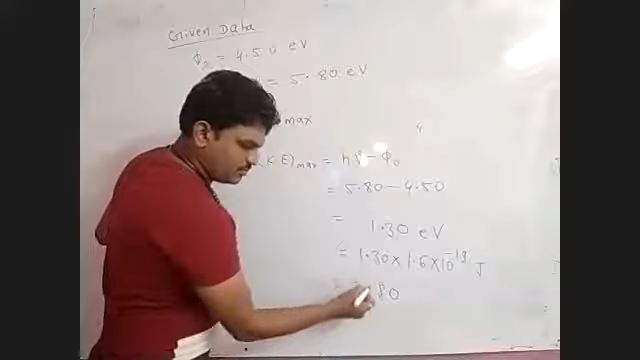 Given Data
ϕ₀ = 4.50 eV
= 5.80 eV
max
(KE)max = hν − ϕ₀
= 5.80 − 4.50
= 1.30 eV
= 1.30 × 1.6 × 10⁻¹⁹ J
80